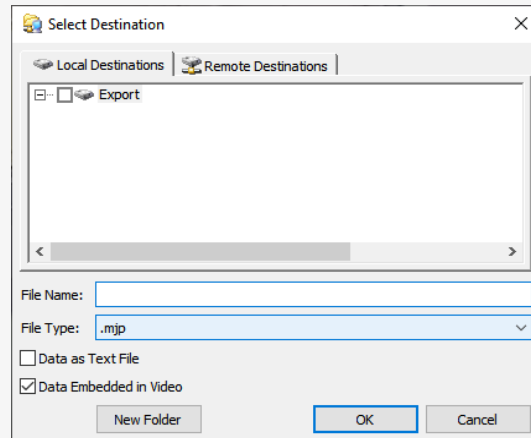 Select Destination
Local Destinations
Remote Destinations
Export
File Name:
File Type: .mjp
Data as Text File
Data Embedded in Video
New Folder OK Cancel